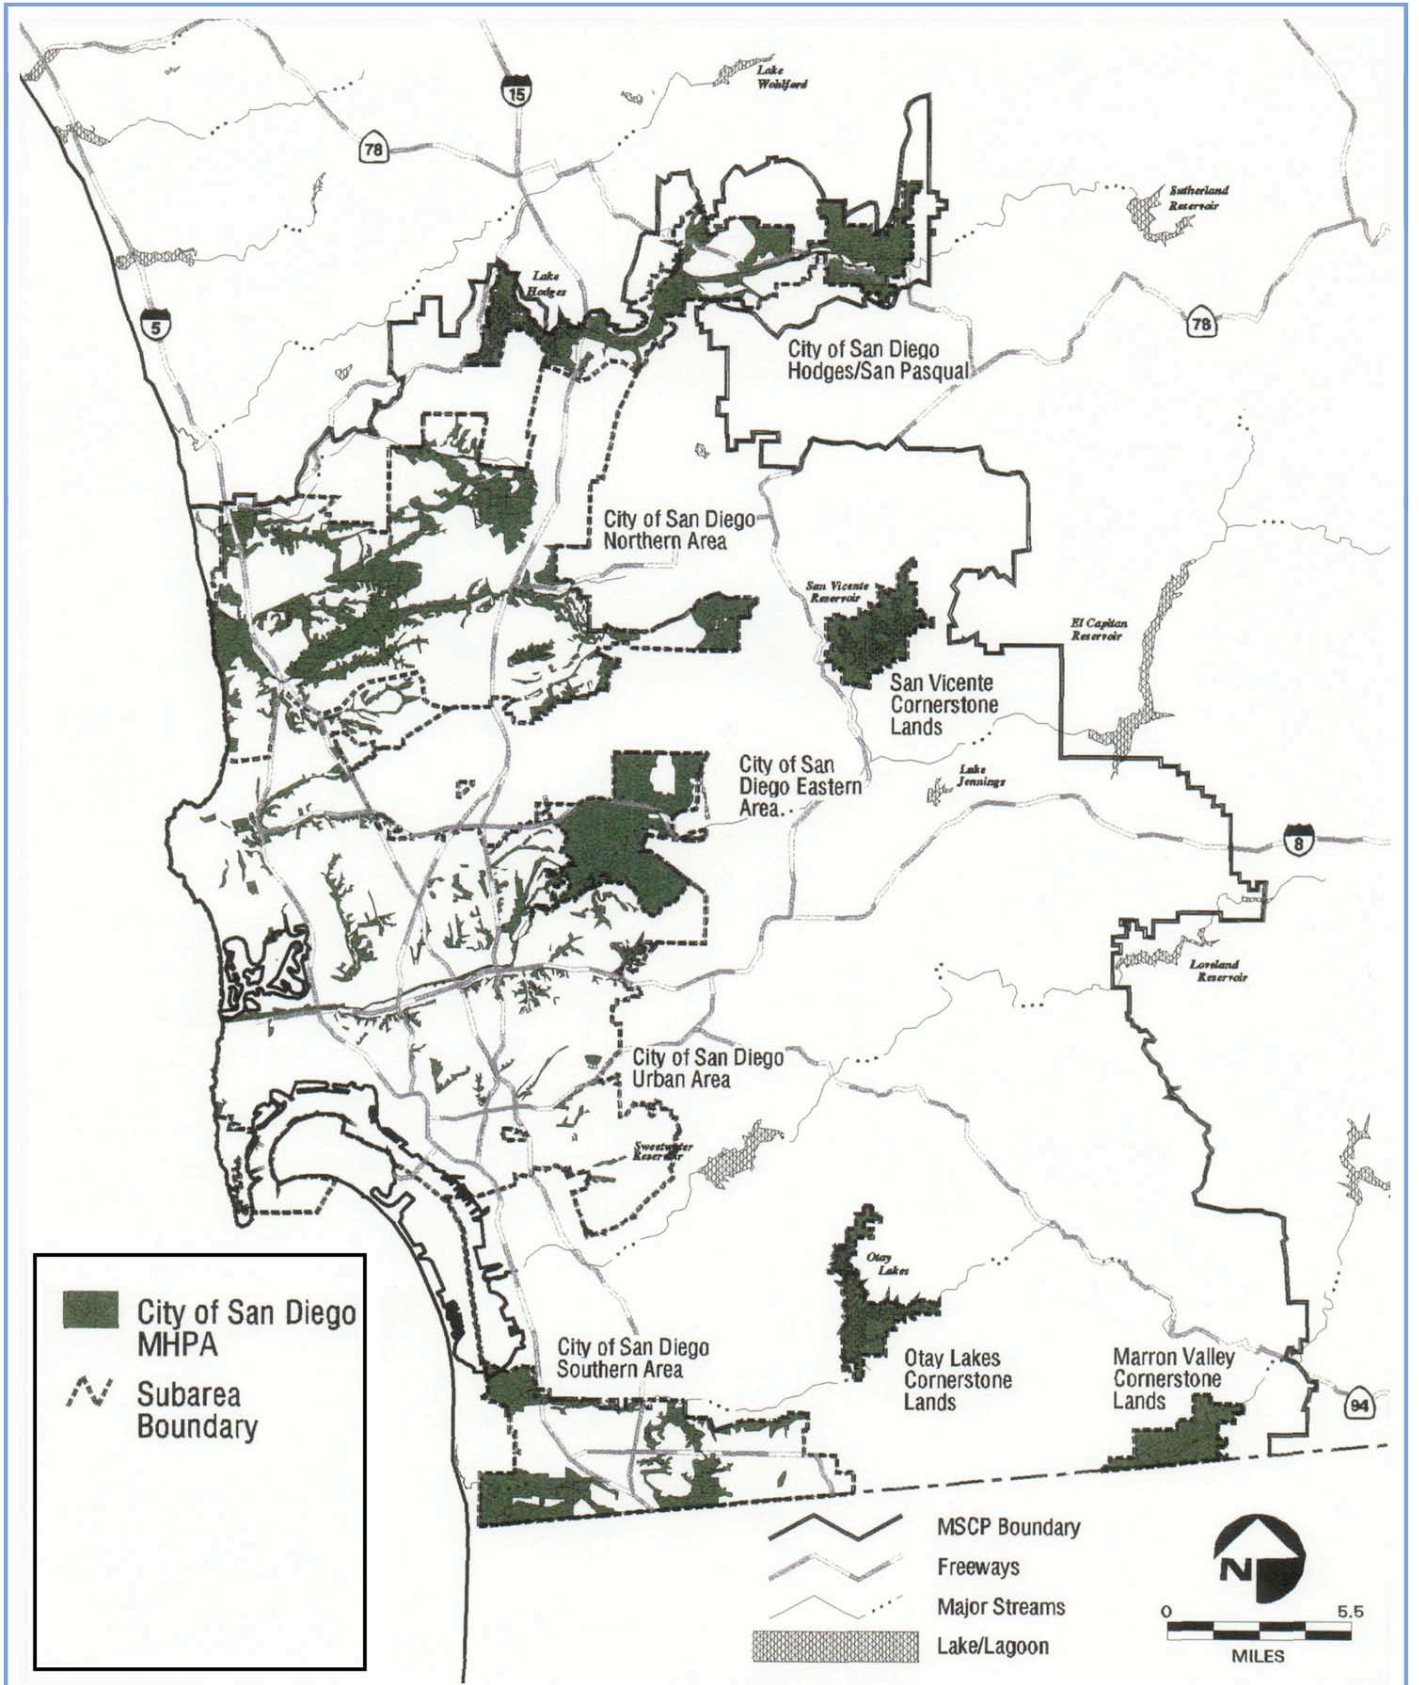 15
Lake
Wohlford
78
Sutherland
Reservoir
Lake
Hodges
5
78
City of San Diego
Hodges/San Pasqual
City of San Diego
Northern Area
San Vicente
Reservoir
El Capitan
Reservoir
San Vicente
Cornerstone
Lands
City of San
Diego Eastern
Area
Lake
Jennings
8
Loveland
Reservoir
City of San Diego
Urban Area
Sweetwater
Reservoir
Otay
Lakes
City of San Diego
MHPA
Subarea
Boundary
City of San Diego
Southern Area
Otay Lakes
Cornerstone
Lands
Marron Valley
Cornerstone
Lands
94
MSCP Boundary
Freeways
Major Streams
Lake/Lagoon
N
0 5.5
MILES